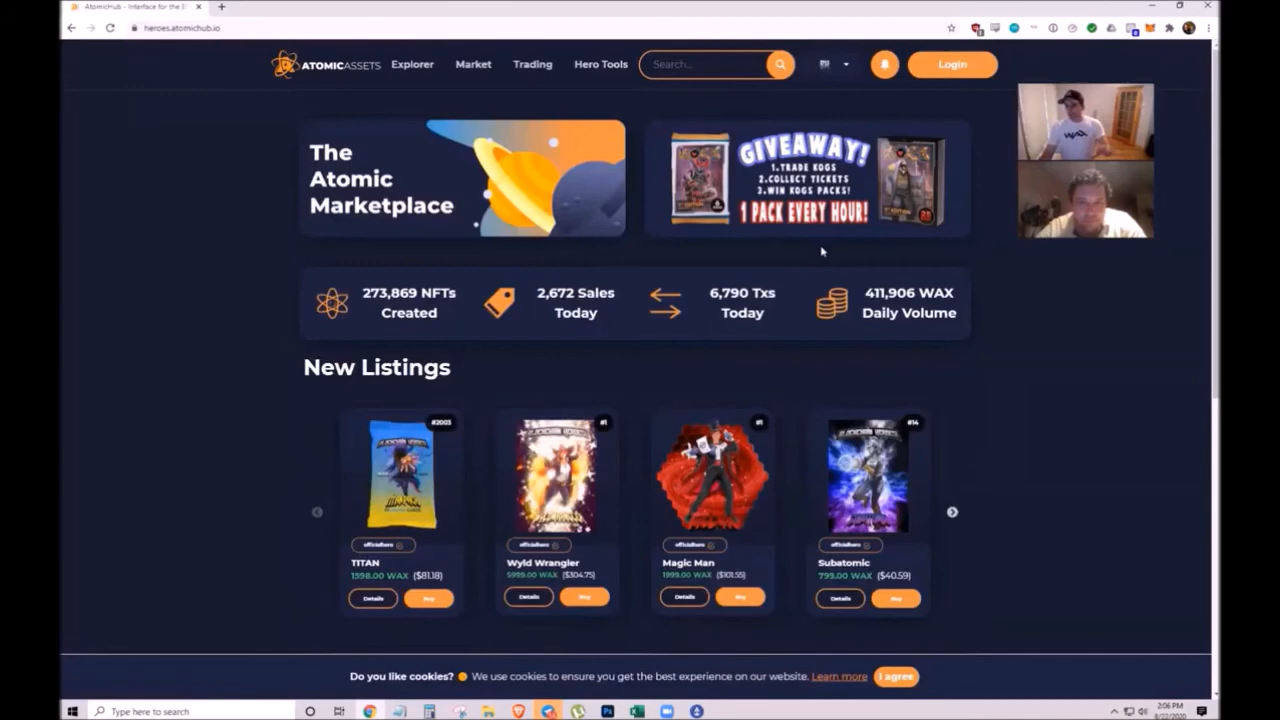 AtomicHub - Interface for the E
heroes.atomichub.io
ATOMICASSETS
Explorer
Market
Trading
Hero Tools
Search...
Login
WAX
The
Atomic
Marketplace
GIVEAWAY!
1.TRADE KOGS
2.COLLECT TICKETS
3.WIN KOGS PACKS!
1 PACK EVERY HOUR!
273,869 NFTs
Created
2,672 Sales
Today
6,790 Txs
Today
411,906 WAX
Daily Volume
New Listings
#2003
officialhero
TITAN
1598.00 WAX ($81.18)
Details
Buy
#1
officialhero
Wyld Wrangler
5999.00 WAX ($304.75)
Details
Buy
#1
officialhero
Magic Man
1999.00 WAX ($101.55)
Details
Buy
#14
officialhero
Subatomic
799.00 WAX ($40.59)
Details
Buy
Do you like cookies? We use cookies to ensure you get the best experience on our website. Learn more
I agree
Type here to search
2:06 PM
8/22/2020